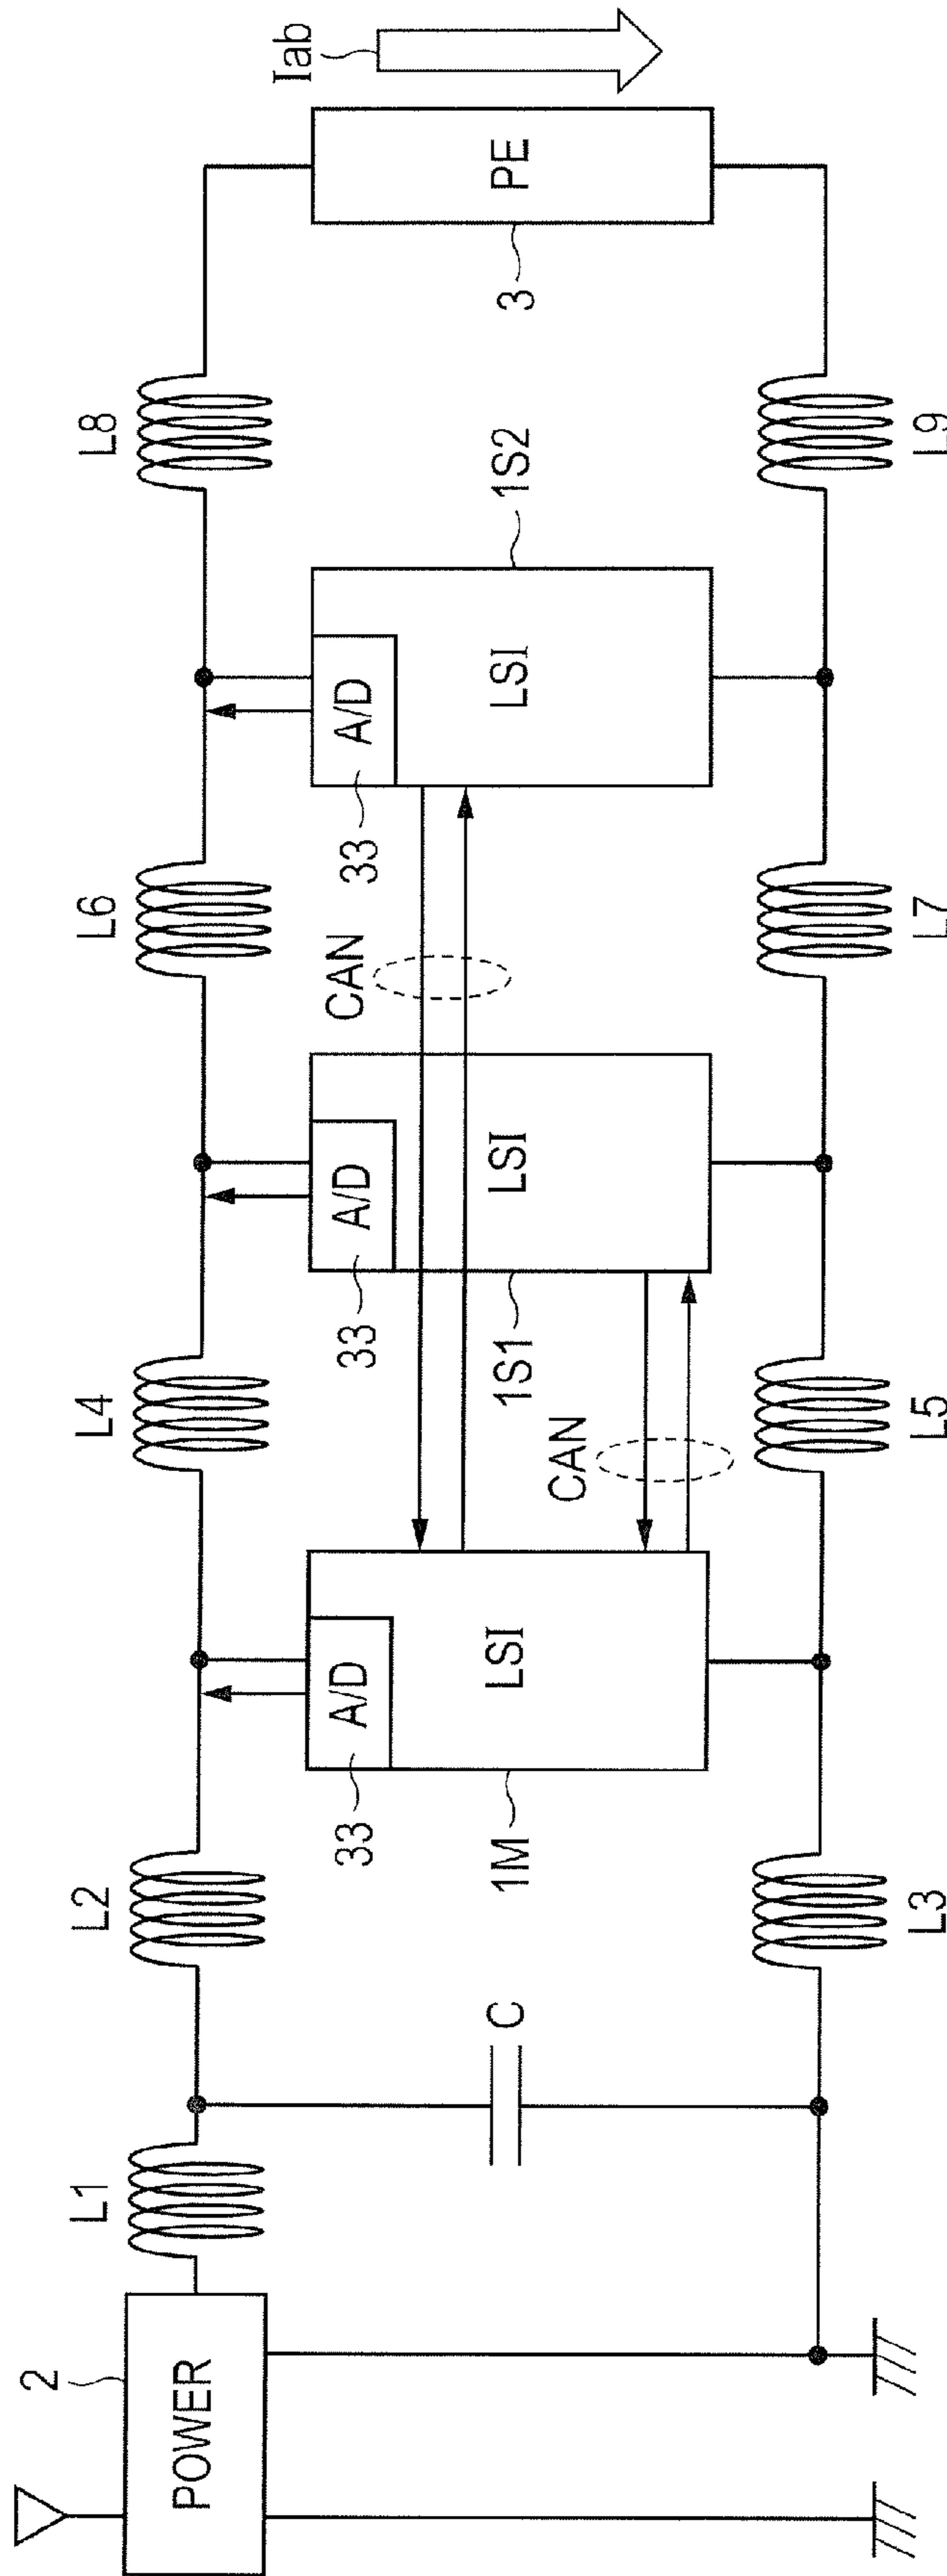 Iab
L8
L6
L4
L2
L1
2
POWER
PE
3
1S2
LSI
A/D
33
CAN
LSI
A/D
33
1S1
CAN
LSI
A/D
33
1M
C
L9
L7
L5
L3